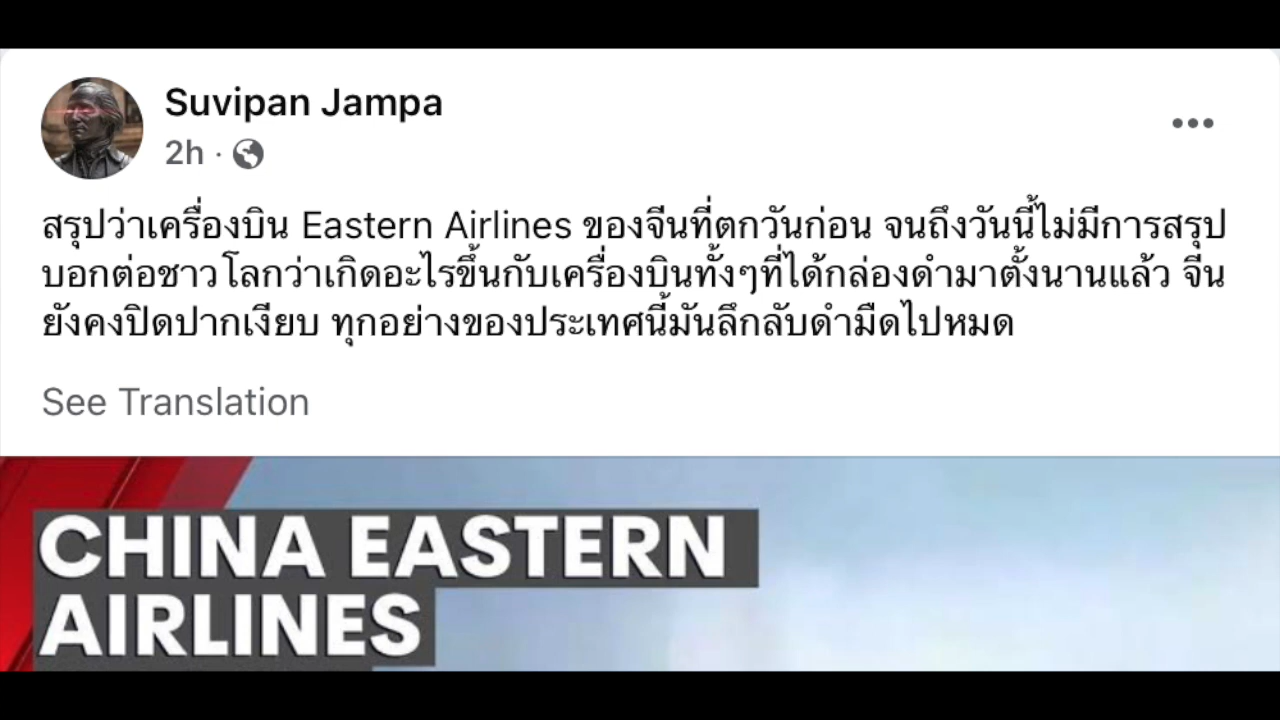 Suvipan Jampa
2h ·
สรุปว่าเครื่องบิน Eastern Airlines ของจีนที่ตกวันก่อน จนถึงวันนี้ไม่มีการสรุป
บอกต่อชาวโลกว่าเกิดอะไรขึ้นกับเครื่องบินทั้งๆที่ได้กล่องดำมาตั้งนานแล้ว จีน
ยังคงปิดปากเงียบ ทุกอย่างของประเทศนี้มันลึกลับดำมืดไปหมด
See Translation
CHINA EASTERN
AIRLINES